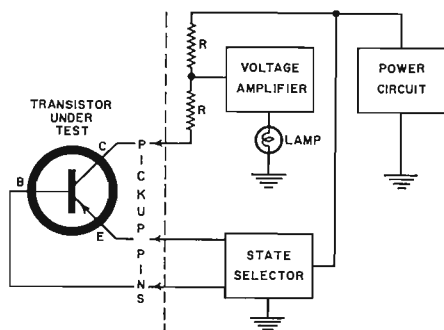 R
VOLTAGE
AMPLIFIER
POWER
CIRCUIT
R
LAMP
TRANSISTOR
UNDER
TEST
C
B
E
PICKUP PINS
STATE
SELECTOR